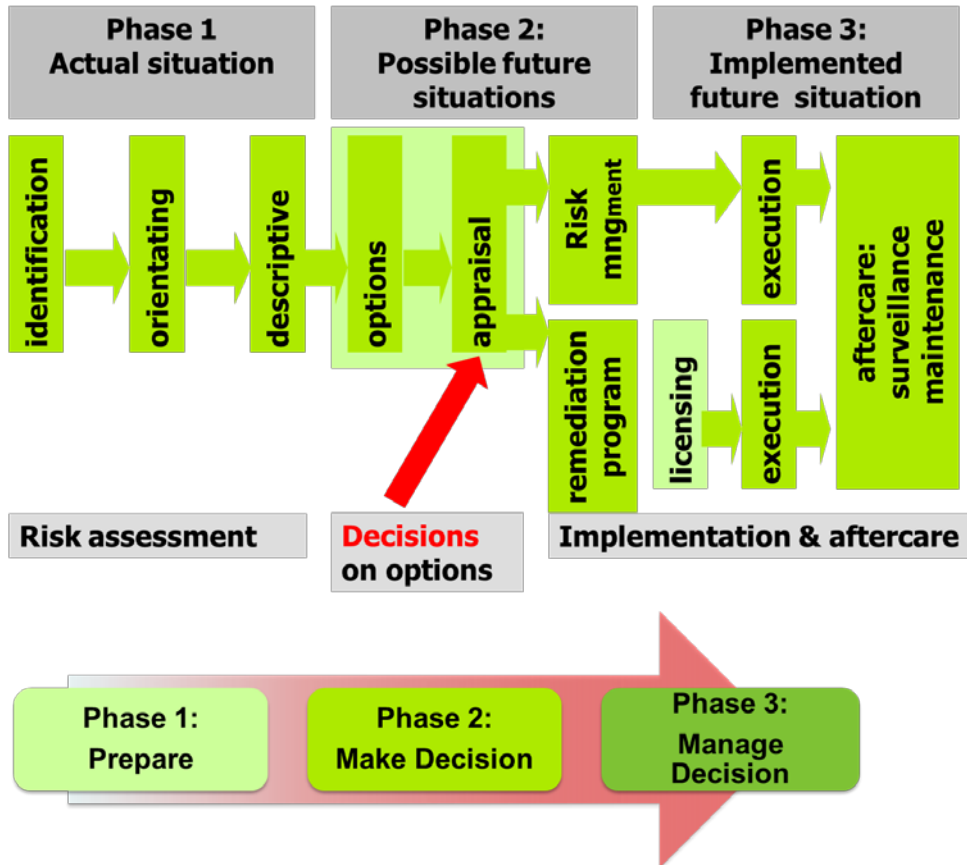 Phase 1
Actual situation
Phase 2:
Possible future
situations
Phase 3:
Implemented
future situation
identification
orientating
descriptive
options
appraisal
Risk
mngment
execution
aftercare:
surveillance
maintenance
remediation
program
licensing
execution
Risk assessment
Decisions
on options
Implementation & aftercare
Phase 1:
Prepare
Phase 2:
Make Decision
Phase 3:
Manage
Decision